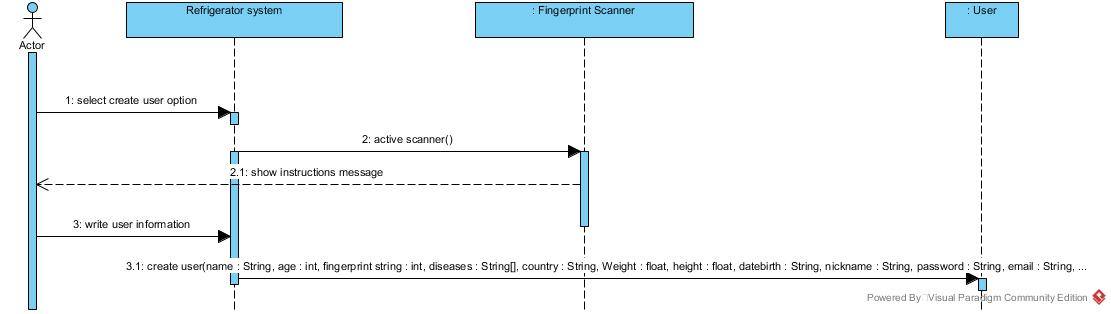 Refrigerator system
: Fingerprint Scanner
: User
Actor
1: select create user option
2: active scanner()
2.1: show instructions message
3: write user information
3.1: create user(name : String, age : int, fingerprint string : int, diseases : String[], country : String, Weight : float, height : float, datebirth : String, nickname : String, password : String, email : String, ...
Powered By Visual Paradigm Community Edition